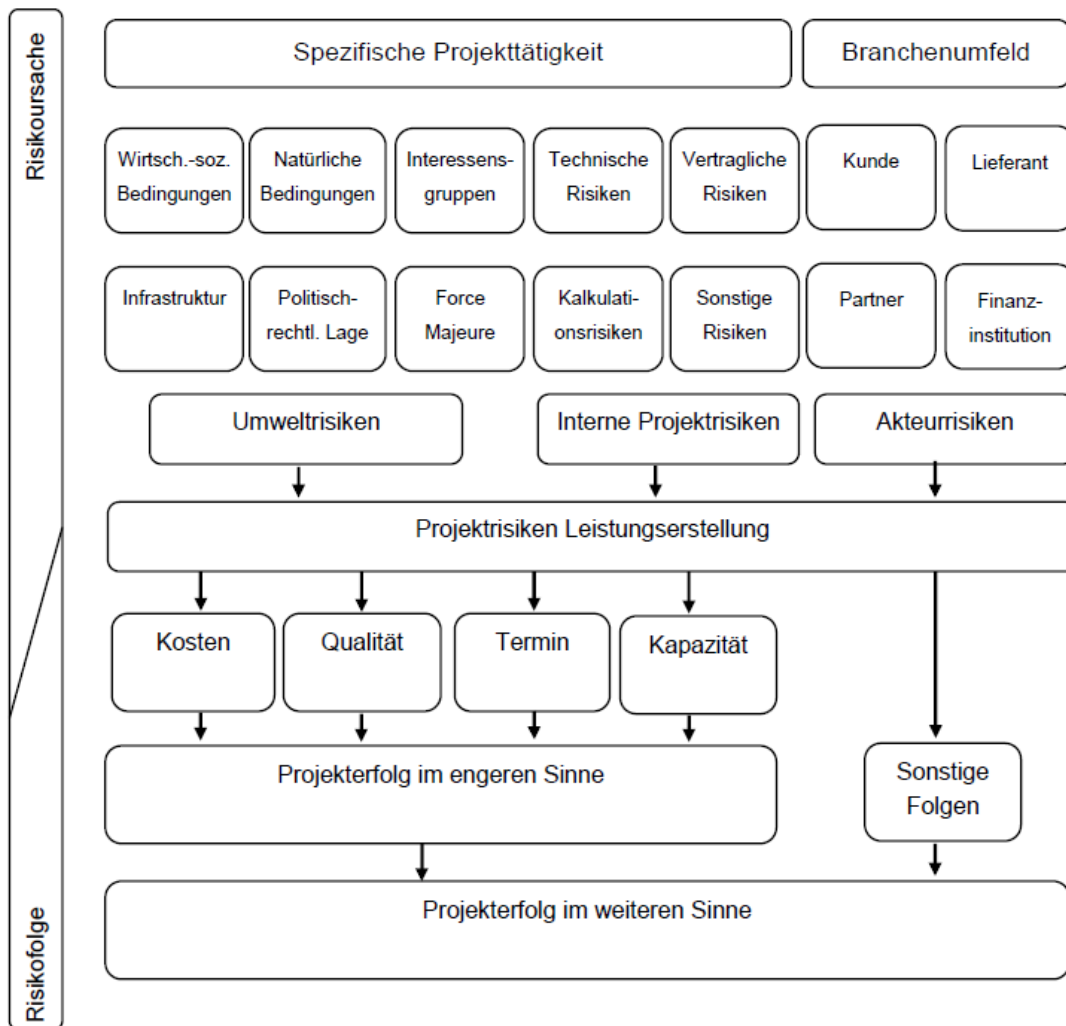 Risikoursache
Spezifische Projekttätigkeit
Branchenumfeld
Wirtsch.-soz.
Bedingungen
Natürliche
Bedingungen
Interessens-
gruppen
Technische
Risiken
Vertragliche
Risiken
Kunde
Lieferant
Infrastruktur
Politisch-
rechtl. Lage
Force
Majeure
Kalkulati-
onsrisiken
Sonstige
Risiken
Partner
Finanz-
institution
Umweltrisiken
Interne Projektrisiken
Akteurrisiken
Projektrisiken Leistungserstellung
Kosten
Qualität
Termin
Kapazität
Projekterfolg im engeren Sinne
Sonstige
Folgen
Projekterfolg im weiteren Sinne
Risikofolge